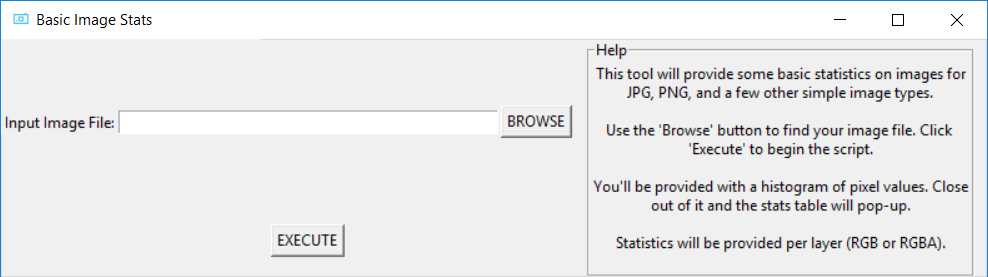 Basic Image Stats
Input Image File:
BROWSE
EXECUTE
Help
This tool will provide some basic statistics on images for
JPG, PNG, and a few other simple image types.
Use the 'Browse' button to find your image file. Click
'Execute' to begin the script.
You'll be provided with a histogram of pixel values. Close
out of it and the stats table will pop-up.
Statistics will be provided per layer (RGB or RGBA).